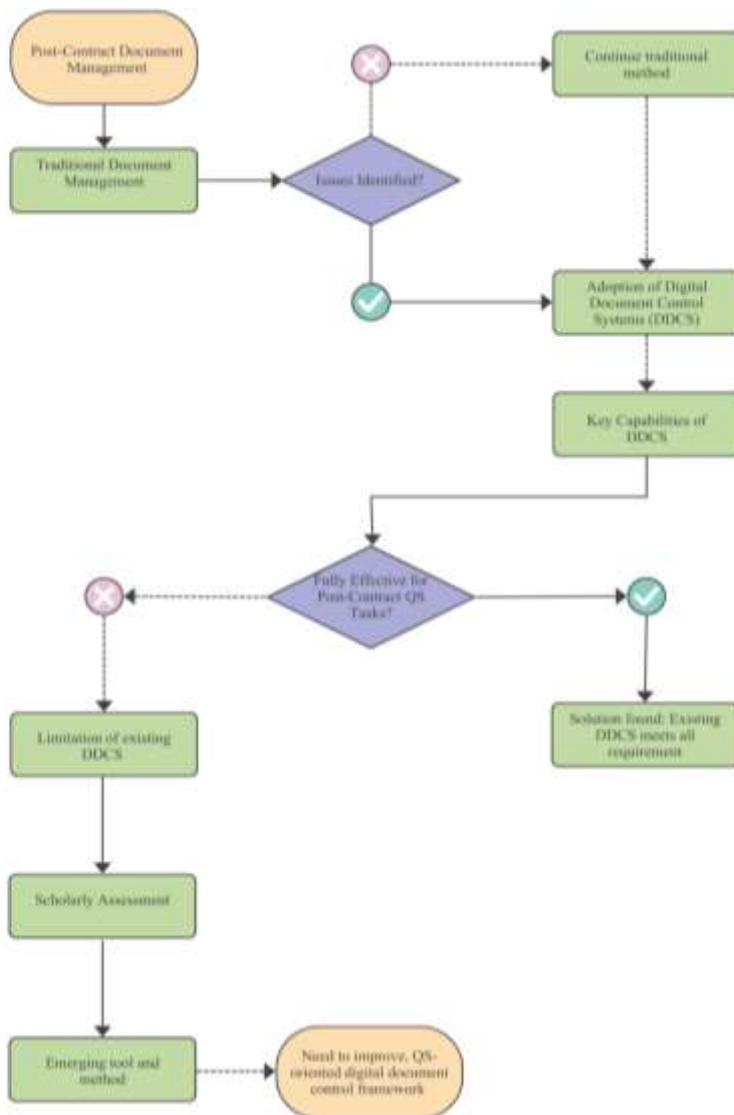 Post-Contract Document
Management
Continue traditional
method
Traditional Document
Management
Issues Identified?
Adoption of Digital
Document Control
Systems (DDCS)
Key Capabilities of
DDCS
Fully Effective for
Post-Contract QS
Tasks?
Limitation of existing
DDCS
Solution found: Existing
DDCS meets all
requirement
Scholarly Assessment
Emerging tool and
method
Need to improve, QS-
oriented digital document
control framework